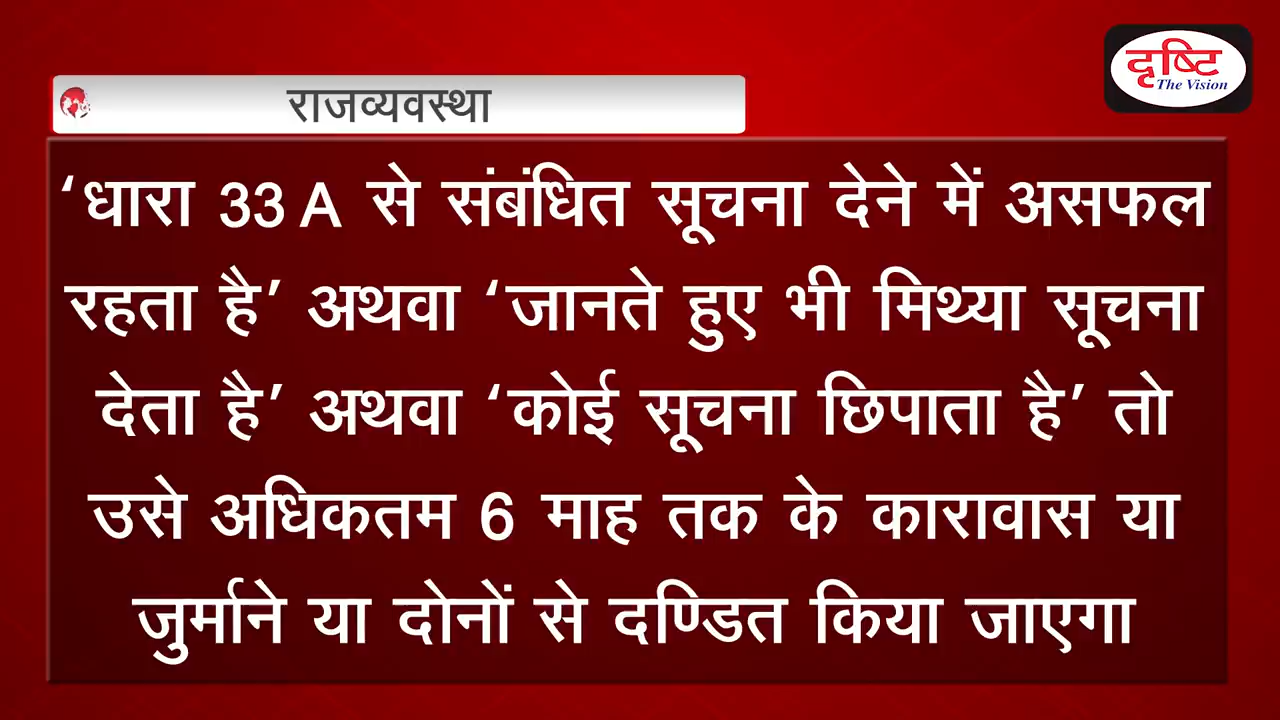 दृष्टि
The Vision
राजव्यवस्था
‘धारा 33 A से संबंधित सूचना देने में असफल
रहता है’ अथवा ‘जानते हुए भी मिथ्या सूचना
देता है’ अथवा ‘कोई सूचना छिपाता है’ तो
उसे अधिकतम 6 माह तक के कारावास या
जुर्माने या दोनों से दण्डित किया जाएगा